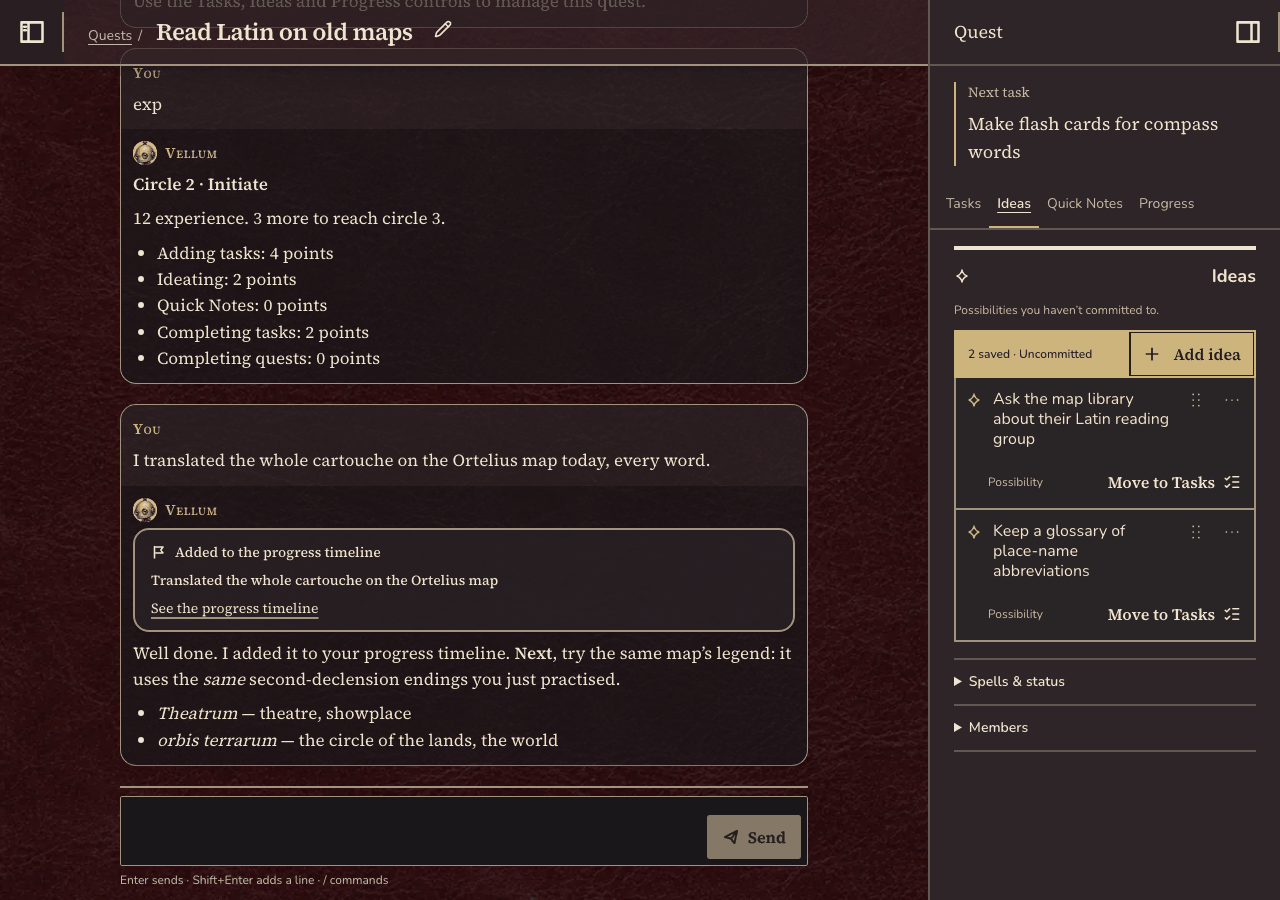 Use the Tasks, Ideas and Progress controls to manage this quest.
Quests / Read Latin on old maps
You
exp
Vellum
Circle 2 · Initiate
12 experience. 3 more to reach circle 3.
• Adding tasks: 4 points
• Ideating: 2 points
• Quick Notes: 0 points
• Completing tasks: 2 points
• Completing quests: 0 points
You
I translated the whole cartouche on the Ortelius map today, every word.
Vellum
Added to the progress timeline
Translated the whole cartouche on the Ortelius map
See the progress timeline
Well done. I added it to your progress timeline. Next, try the same map’s legend: it
uses the same second-declension endings you just practised.
• Theatrum — theatre, showplace
• orbis terrarum — the circle of the lands, the world
Send
Enter sends · Shift+Enter adds a line · / commands
Quest
Next task
Make flash cards for compass
words
Tasks Ideas Quick Notes Progress
Ideas
Possibilities you haven’t committed to.
2 saved · Uncommitted
Add idea
Ask the map library
about their Latin reading
group
Possibility
Move to Tasks
Keep a glossary of
place-name
abbreviations
Possibility
Move to Tasks
Spells & status
Members